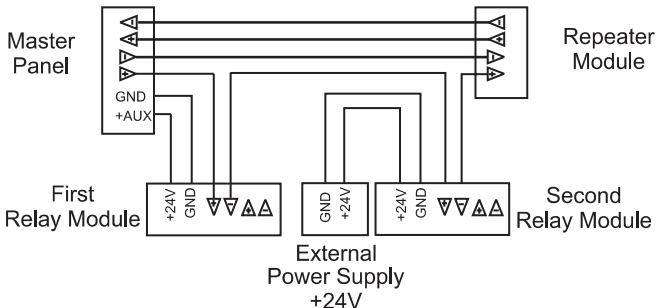 Master
Panel
Repeater
Module
GND
+AUX
First
Relay Module
+24V
GND
GND
+24V
+24V
GND
Second
Relay Module
External
Power Supply
+24V